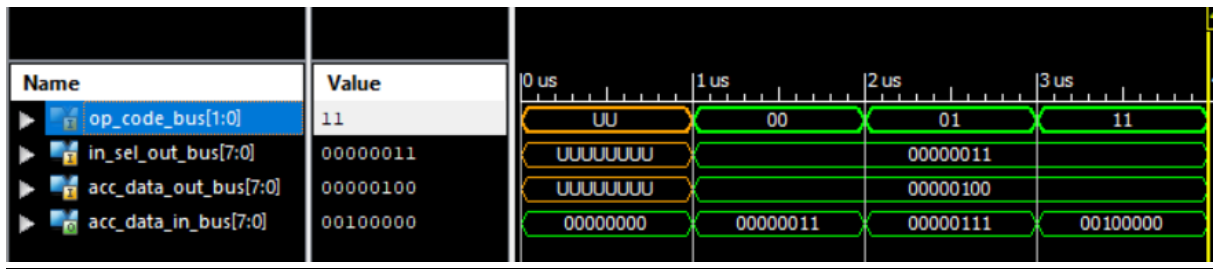 Name Value 0 us 1 us 2 us 3 us
op_code_bus[1:0] 11 UU 00 01 11
in_sel_out_bus[7:0] 00000011 UUUUUUUU 00000011
acc_data_out_bus[7:0] 00000100 UUUUUUUU 00000100
acc_data_in_bus[7:0] 00100000 00000000 00000011 00000111 00100000